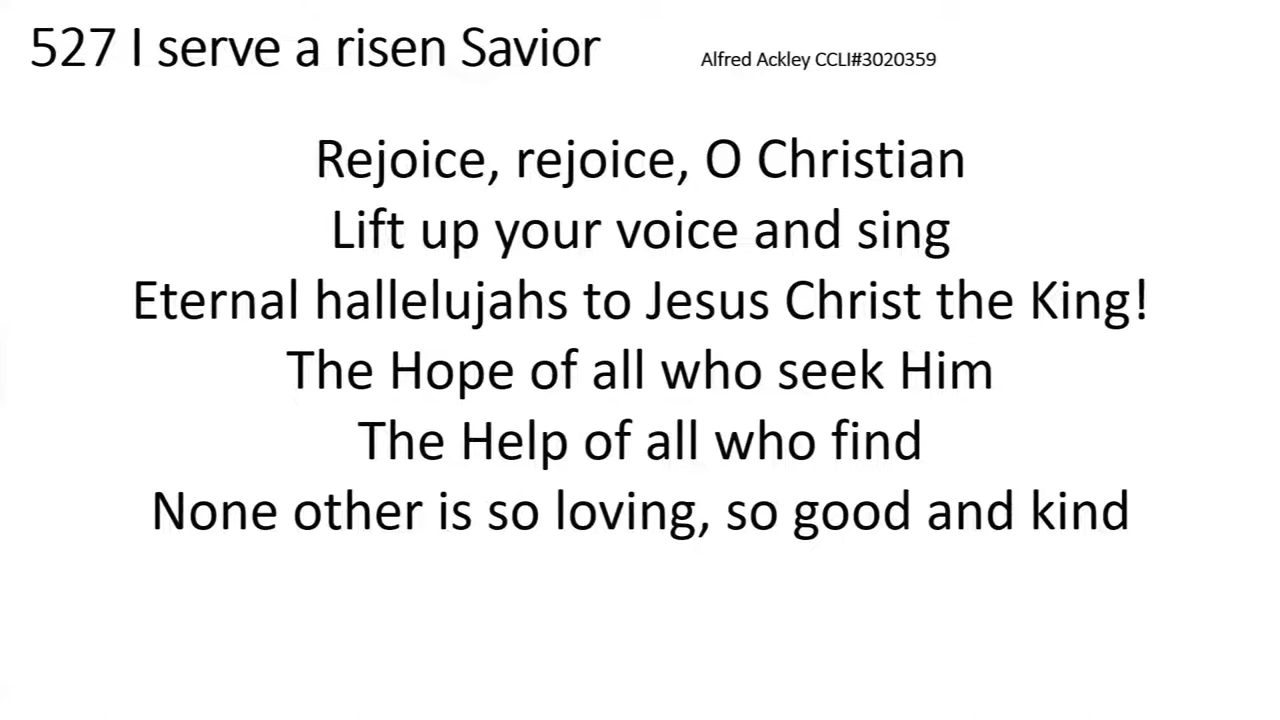 527 I serve a risen Savior
Alfred Ackley CCLI#3020359
Rejoice, rejoice, O Christian
Lift up your voice and sing
Eternal hallelujahs to Jesus Christ the King!
The Hope of all who seek Him
The Help of all who find
None other is so loving, so good and kind